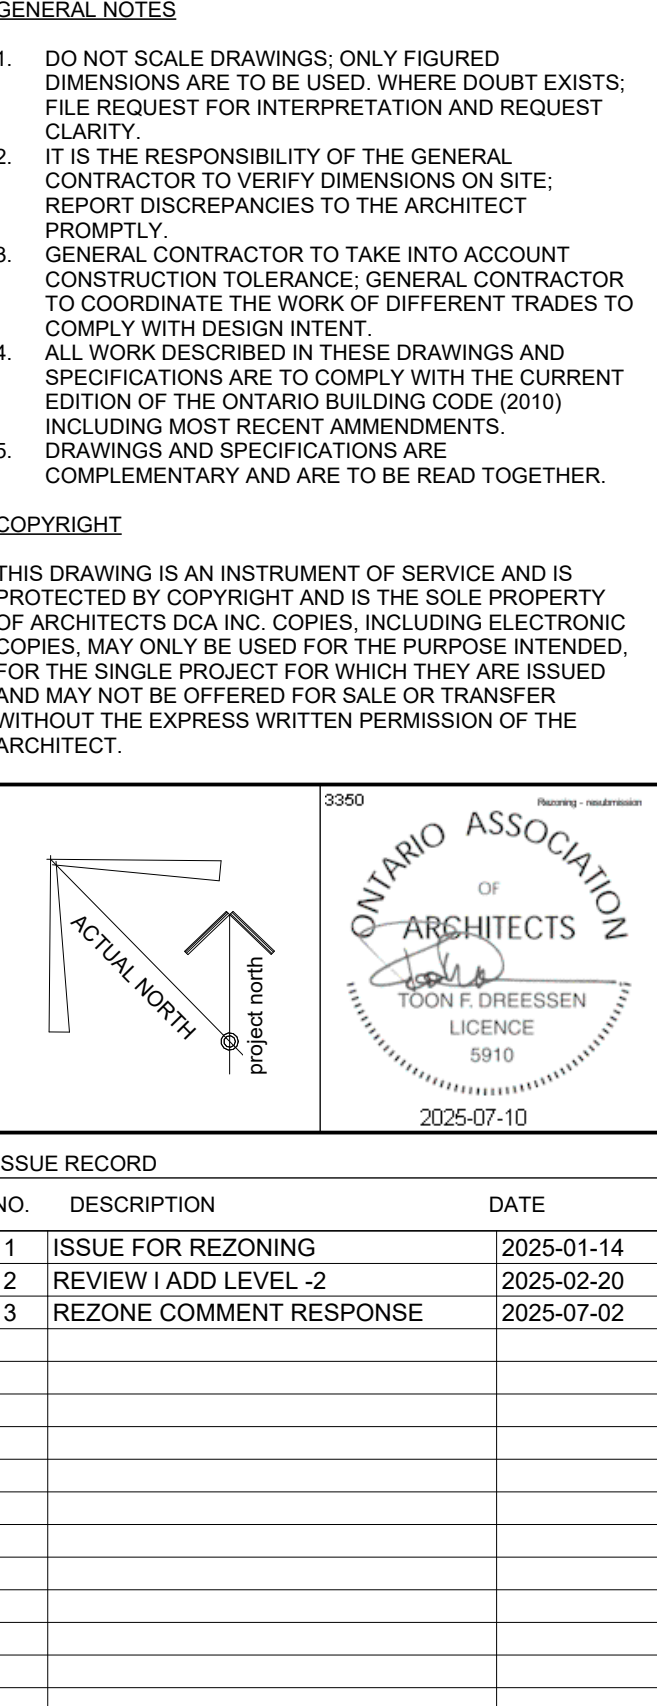 GENERAL NOTES
1. DO NOT SCALE DRAWINGS; ONLY FIGURED
DIMENSIONS ARE TO BE USED. WHERE DOUBT EXISTS;
FILE REQUEST FOR INTERPRETATION AND REQUEST
CLARITY.
2. IT IS THE RESPONSIBILITY OF THE GENERAL
CONTRACTOR TO VERIFY DIMENSIONS ON SITE;
REPORT DISCREPANCIES TO THE ARCHITECT
PROMPTLY.
3. GENERAL CONTRACTOR TO TAKE INTO ACCOUNT
CONSTRUCTION TOLERANCE; GENERAL CONTRACTOR
TO COORDINATE THE WORK OF DIFFERENT TRADES TO
COMPLY WITH DESIGN INTENT.
4. ALL WORK DESCRIBED IN THESE DRAWINGS AND
SPECIFICATIONS ARE TO COMPLY WITH THE CURRENT
EDITION OF THE ONTARIO BUILDING CODE (2010)
INCLUDING MOST RECENT AMMENDMENTS.
5. DRAWINGS AND SPECIFICATIONS ARE
COMPLEMENTARY AND ARE TO BE READ TOGETHER.
COPYRIGHT
THIS DRAWING IS AN INSTRUMENT OF SERVICE AND IS
PROTECTED BY COPYRIGHT AND IS THE SOLE PROPERTY
OF ARCHITECTS DCA INC. COPIES, INCLUDING ELECTRONIC
COPIES, MAY ONLY BE USED FOR THE PURPOSE INTENDED,
FOR THE SINGLE PROJECT FOR WHICH THEY ARE ISSUED
AND MAY NOT BE OFFERED FOR SALE OR TRANSFER
WITHOUT THE EXPRESS WRITTEN PERMISSION OF THE
ARCHITECT.
ACTUAL NORTH
project north
3350 Rezoning - resubmission
ONTARIO ASSOCIATION
OF
ARCHITECTS
TOON F. DREESSEN
LICENCE
5910
2025-07-10
ISSUE RECORD
NO. DESCRIPTION DATE
1 ISSUE FOR REZONING 2025-01-14
2 REVIEW I ADD LEVEL -2 2025-02-20
3 REZONE COMMENT RESPONSE 2025-07-02